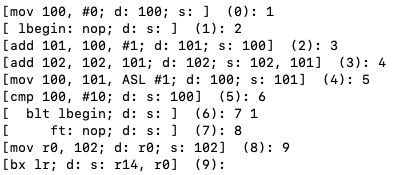 [mov 100, #0; d: 100; s: ]  (0): 1
[ lbegin: nop; d: s: ]  (1): 2
[add 101, 100, #1; d: 101; s: 100]  (2): 3
[add 102, 102, 101; d: 102; s: 102, 101]  (3): 4
[mov 100, 101, ASL #1; d: 100; s: 101]  (4): 5
[cmp 100, #10; d: s: 100]  (5): 6
[  blt lbegin; d: s: ]  (6): 7 1
[     ft: nop; d: s: ]  (7): 8
[mov r0, 102; d: r0; s: 102]  (8): 9
[bx lr; d: s: r14, r0]  (9):